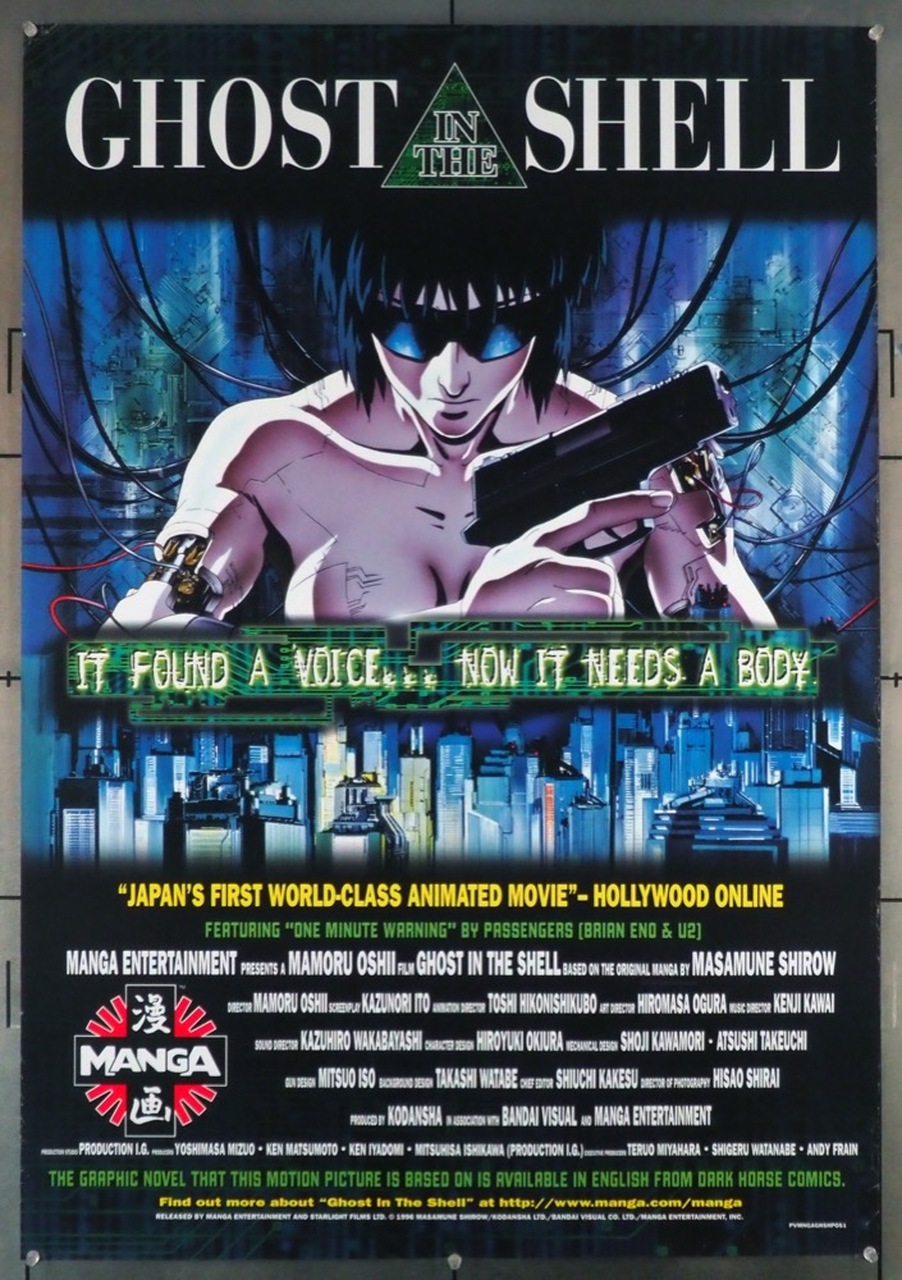 GHOST IN THE SHELL
IT FOUND A VOICE... NOW IT NEEDS A BODY.
"JAPAN'S FIRST WORLD-CLASS ANIMATED MOVIE"– HOLLYWOOD ONLINE
FEATURING "ONE MINUTE WARNING" BY PASSENGERS (BRIAN ENO & U2)
MANGA ENTERTAINMENT PRESENTS A MAMORU OSHII FILM GHOST IN THE SHELL BASED ON THE ORIGINAL MANGA BY MASAMUNE SHIROW
DIRECTOR MAMORU OSHII SCREENPLAY KAZUNORI ITO ANIMATION DIRECTOR TOSHI HIKONISHIKUBO ART DIRECTOR HIROMASA OGURA MUSIC DIRECTOR KENJI KAWAI
SOUND DIRECTOR KAZUHIRO WAKABAYASHI CHARACTER DESIGN HIROYUKI OKIURA MECHANICAL DESIGN SHOJI KAWAMORI • ATSUSHI TAKEUCHI
GUN DESIGN MITSUO ISO BACKGROUND DESIGN TAKASHI WATABE CHIEF EDITOR SHIUCHI KAKESU DIRECTOR OF PHOTOGRAPHY HISAO SHIRAI
PRODUCED BY KODANSHA IN ASSOCIATION WITH BANDAI VISUAL AND MANGA ENTERTAINMENT
漫
MANGA
画
PRODUCTION STUDIO PRODUCTION I.G. PRODUCERS YOSHIMASA MIZUO • KEN MATSUMOTO • KEN IYADOMI • MITSUHISA ISHIKAWA (PRODUCTION I.G.) EXECUTIVE PRODUCERS TERUO MIYAHARA • SHIGERU WATANABE • ANDY FRAIN
THE GRAPHIC NOVEL THAT THIS MOTION PICTURE IS BASED ON IS AVAILABLE IN ENGLISH FROM DARK HORSE COMICS.
Find out more about "Ghost In The Shell" at http://www.manga.com/manga
RELEASED BY MANGA ENTERTAINMENT AND STARLIGHT FILMS LTD. © 1996 MASAMUNE SHIROW/KODANSHA LTD./BANDAI VISUAL CO. LTD./MANGA ENTERTAINMENT, INC.